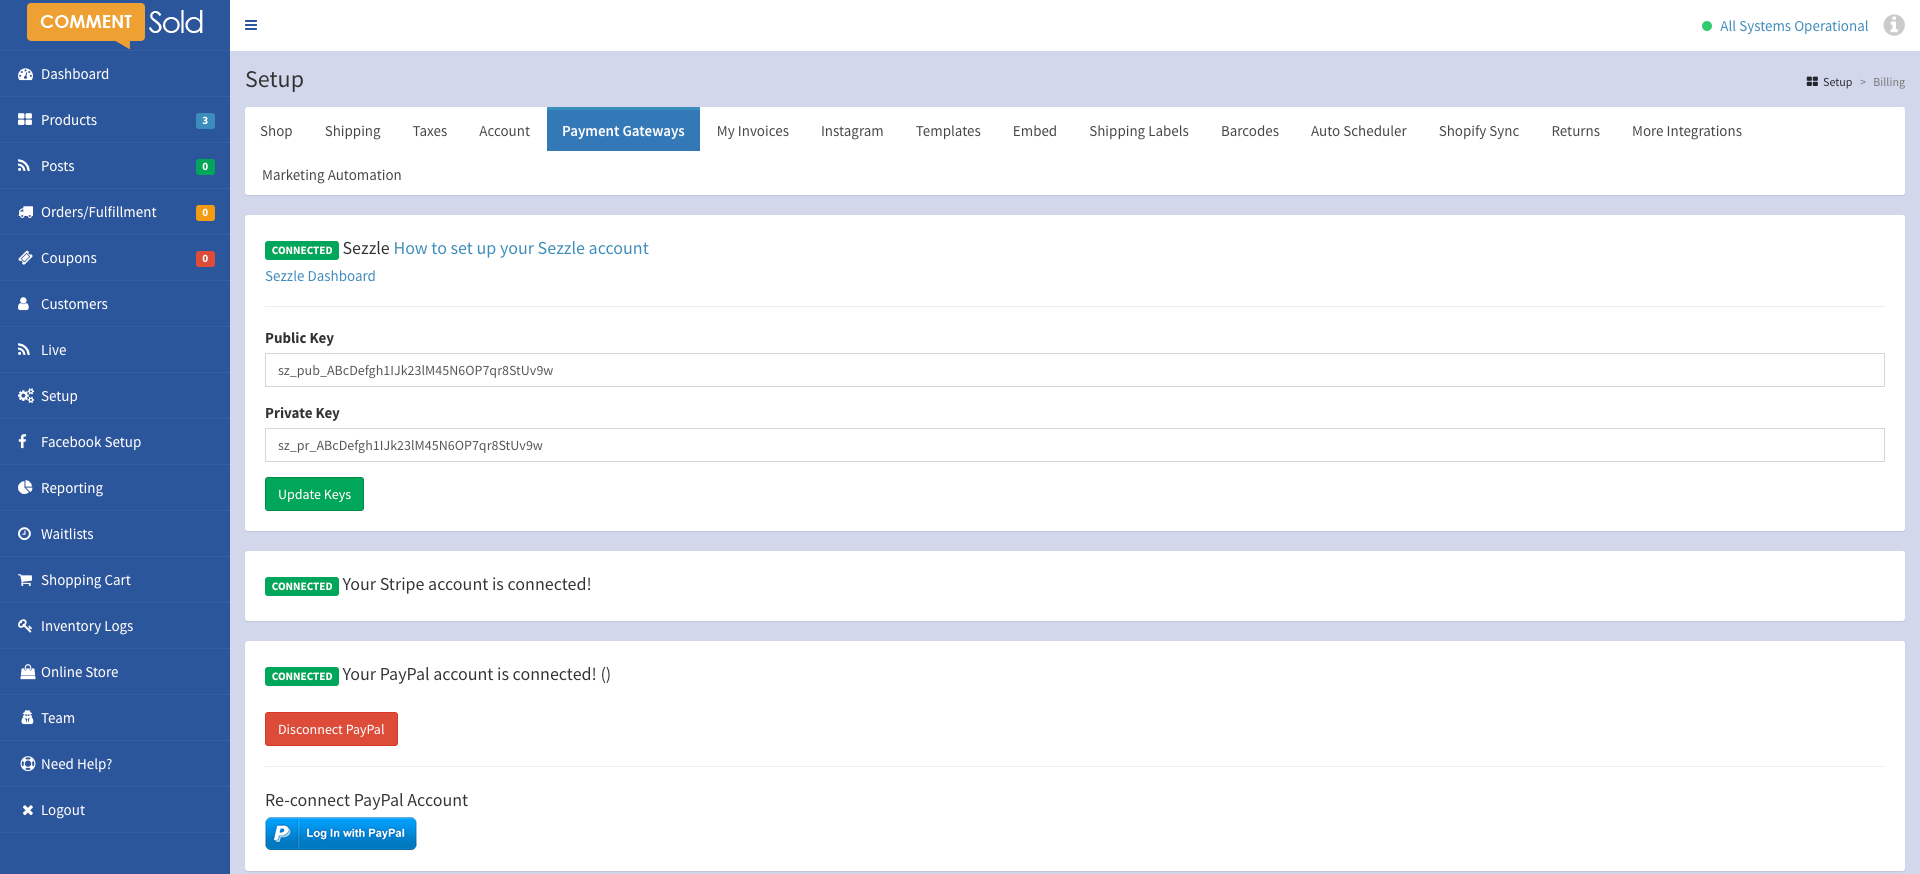 COMMENT Sold
All Systems Operational
Dashboard
Products 3
Posts 0
Orders/Fulfillment 0
Coupons 0
Customers
Live
Setup
Facebook Setup
Reporting
Waitlists
Shopping Cart
Inventory Logs
Online Store
Team
Need Help?
Logout
Setup
Setup > Billing
Shop Shipping Taxes Account Payment Gateways My Invoices Instagram Templates Embed Shipping Labels Barcodes Auto Scheduler Shopify Sync Returns More Integrations
Marketing Automation
CONNECTED Sezzle How to set up your Sezzle account
Sezzle Dashboard
Public Key
sz_pub_ABcDefgh1IJk23lM45N6OP7qr8StUv9w
Private Key
sz_pr_ABcDefgh1IJk23lM45N6OP7qr8StUv9w
Update Keys
CONNECTED Your Stripe account is connected!
CONNECTED Your PayPal account is connected! ()
Disconnect PayPal
Re-connect PayPal Account
Log In with PayPal